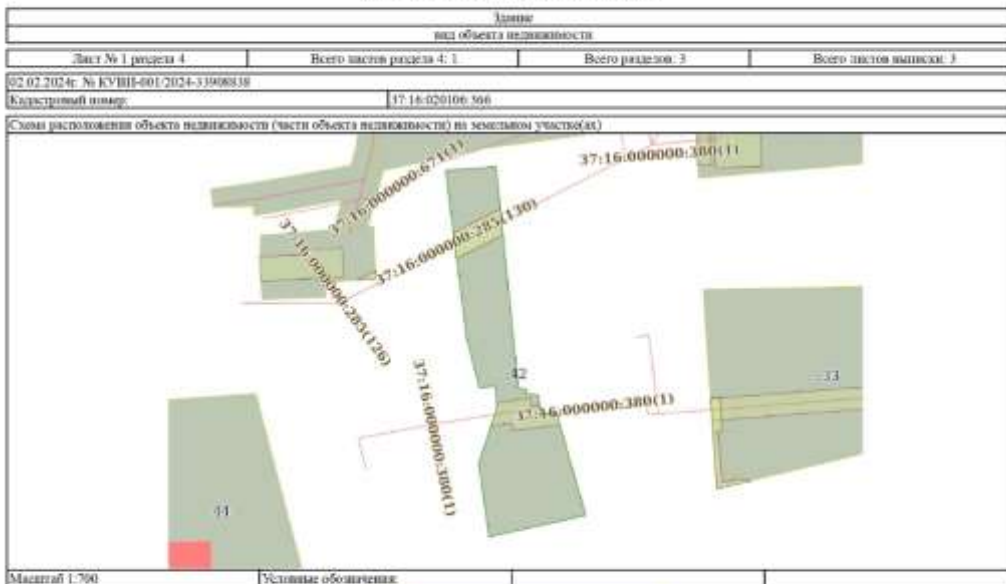 Здание
вид объекта недвижимости
Лист № 1 раздела 4 Всего листов раздела 4: 1 Всего разделов: 3 Всего листов выписки: 3
02.02.2024г. № КУВИ-001/2024-33908838
Кадастровый номер: 37:16:020106:366
Схема расположения объекта недвижимости (части объекта недвижимости) на земельном участке(ах)
37:16:000000:671(1)
37:16:000000:380(1)
37:16:000000:285(130)
37:16:000000:285(126)
:42
:33
37:16:000000:380(1)
37:16:000000:380(1)
44
Масштаб 1:700 Условные обозначения: